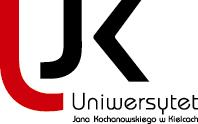 UJK
Uniwersytet
Jana Kochanowskiego w Kielcach